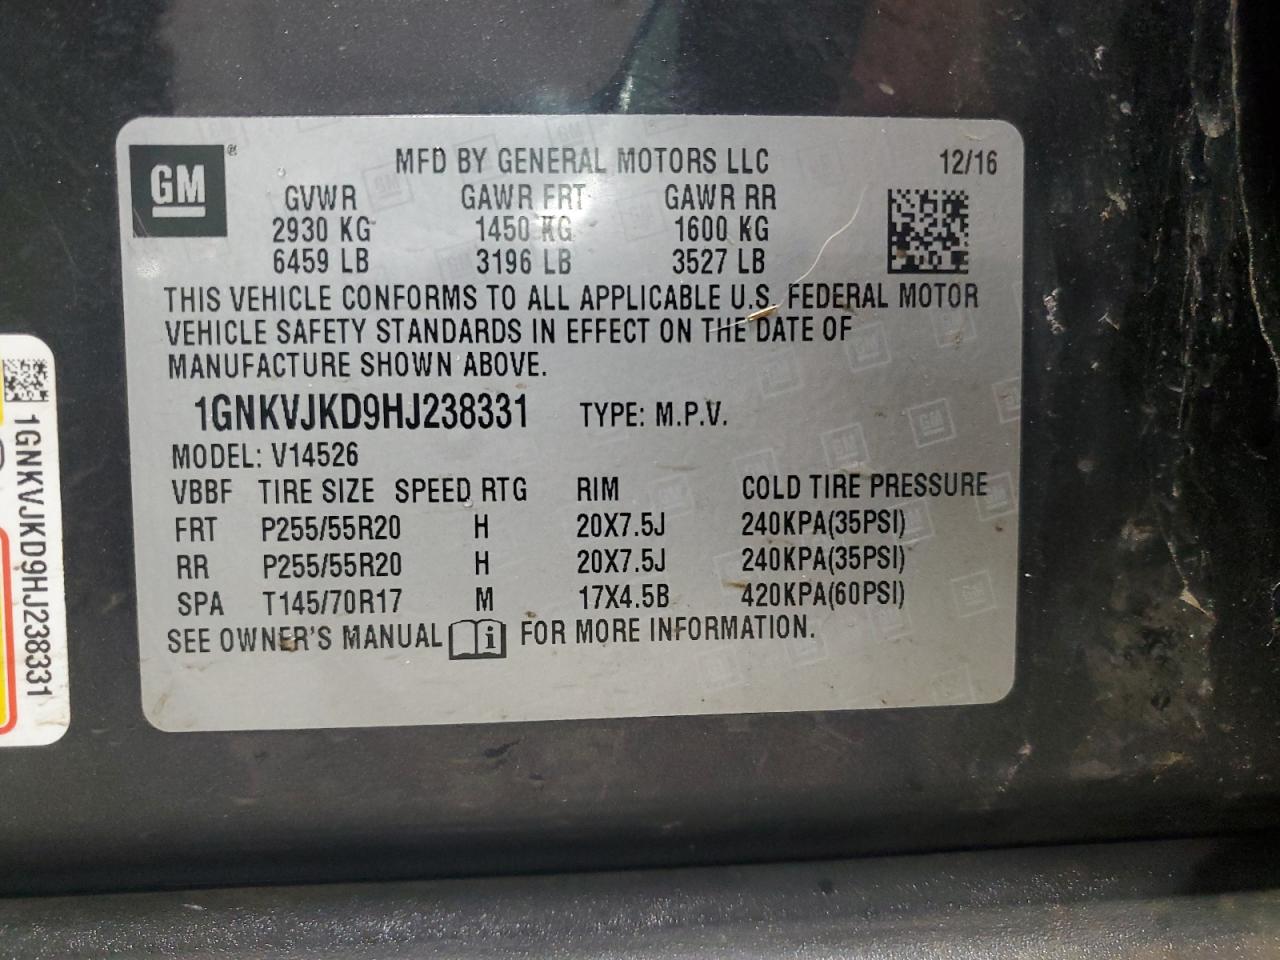 GM ®
MFD BY GENERAL MOTORS LLC 12/16
GVWR GAWR FRT GAWR RR
2930 KG 1450 KG 1600 KG
6459 LB 3196 LB 3527 LB
THIS VEHICLE CONFORMS TO ALL APPLICABLE U.S. FEDERAL MOTOR
VEHICLE SAFETY STANDARDS IN EFFECT ON THE DATE OF
MANUFACTURE SHOWN ABOVE.
1GNKVJKD9HJ238331 TYPE: M.P.V.
MODEL: V14526
VBBF TIRE SIZE SPEED RTG RIM COLD TIRE PRESSURE
FRT P255/55R20 H 20X7.5J 240KPA(35PSI)
RR P255/55R20 H 20X7.5J 240KPA(35PSI)
SPA T145/70R17 M 17X4.5B 420KPA(60PSI)
SEE OWNER'S MANUAL i FOR MORE INFORMATION.
1GNKVJKD9HJ238331